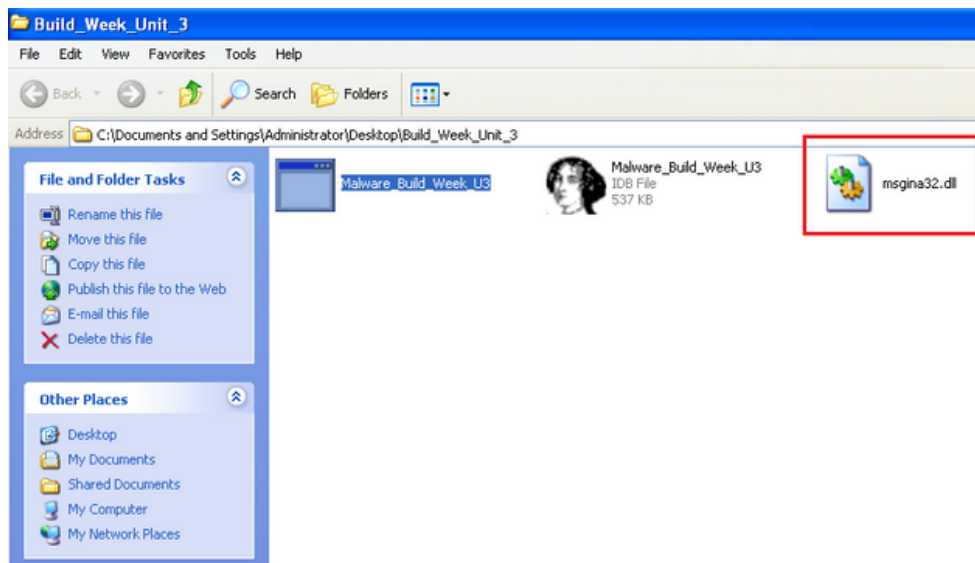 Build_Week_Unit_3
File Edit View Favorites Tools Help
Back Search Folders
Address C:\Documents and Settings\Administrator\Desktop\Build_Week_Unit_3
File and Folder Tasks
Rename this file
Move this file
Copy this file
Publish this file to the Web
E-mail this file
Delete this file
Other Places
Desktop
My Documents
Shared Documents
My Computer
My Network Places
Malware_Build_Week_U3
Malware_Build_Week_U3
IDB File
537 KB
msgina32.dll